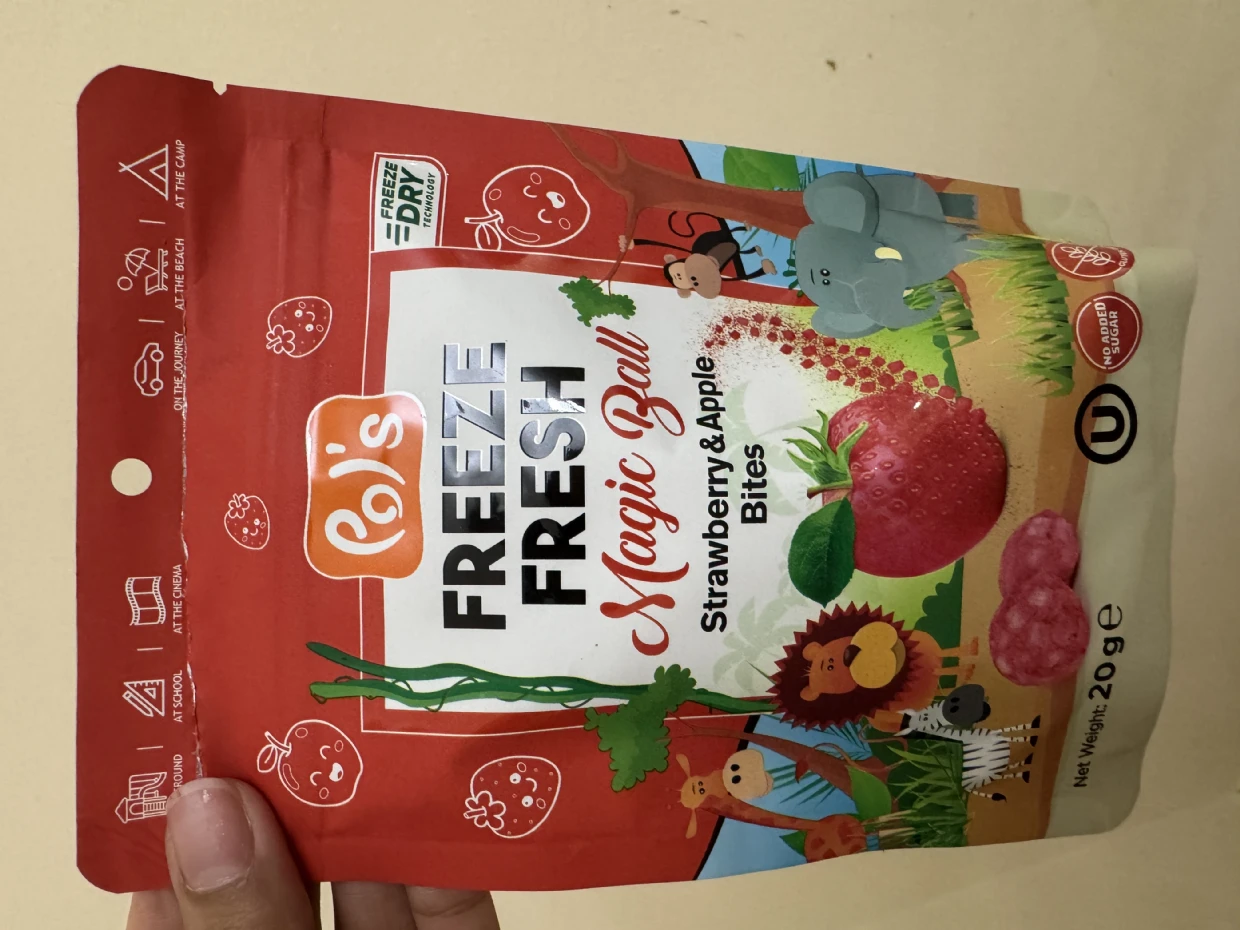 AT SCHOOL
AT THE CINEMA
ON THE JOURNEY
AT THE BEACH
AT THE CAMP
FREEZE
DRY
TECHNOLOGY
Pol's
FREEZE
FRESH
Magic Ball
Strawberry&Apple
Bites
Net Weight: 20 g e
U
NO ADDED
SUGAR